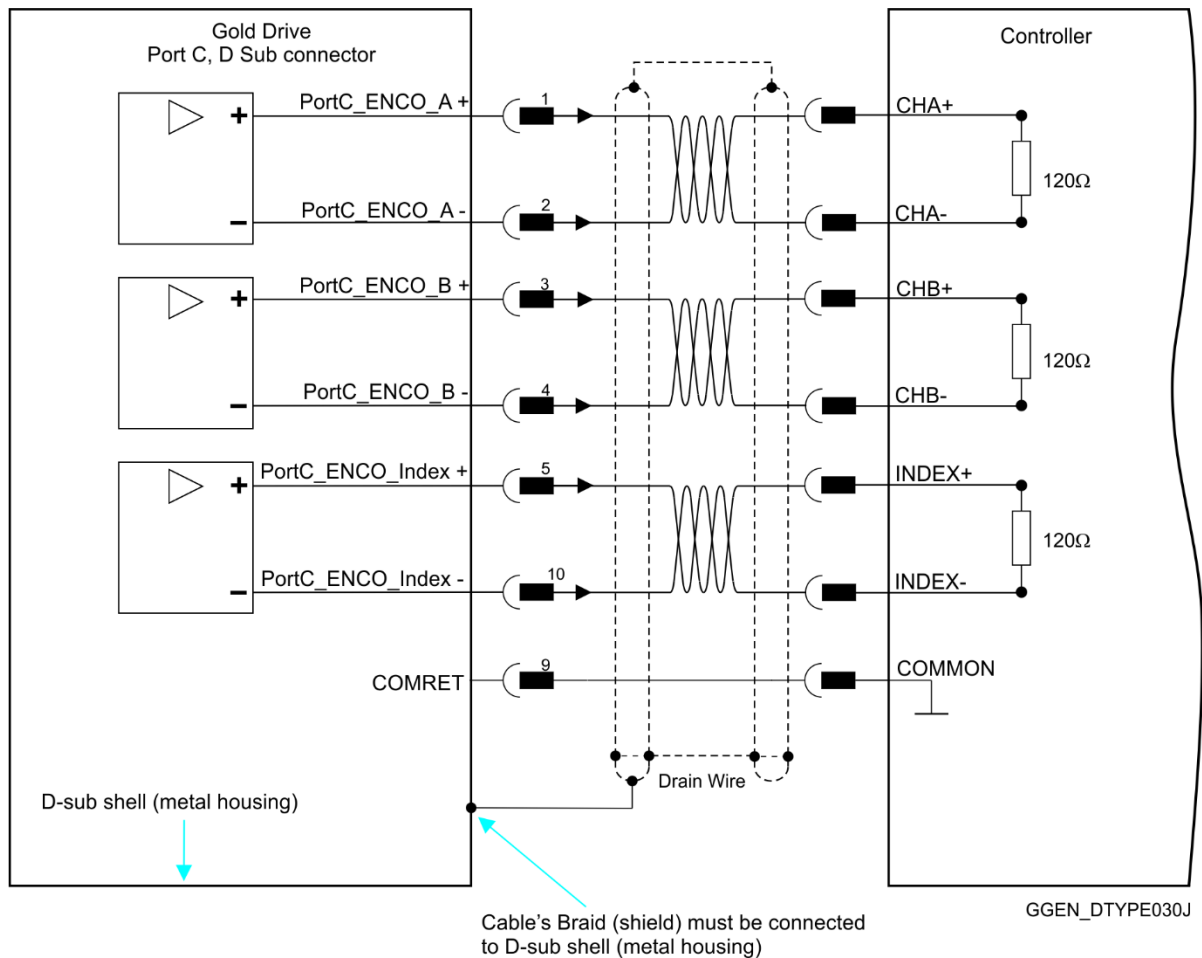 Gold Drive
Port C, D Sub connector
Controller
PortC_ENCO_A +
1
CHA+
+
120Ω
PortC_ENCO_A -
2
CHA-
−
PortC_ENCO_B +
3
CHB+
+
120Ω
PortC_ENCO_B -
4
CHB-
−
PortC_ENCO_Index +
5
INDEX+
+
120Ω
PortC_ENCO_Index -
10
INDEX-
−
COMRET
9
COMMON
Drain Wire
D-sub shell (metal housing)
Cable's Braid (shield) must be connected
to D-sub shell (metal housing)
GGEN_DTYPE030J